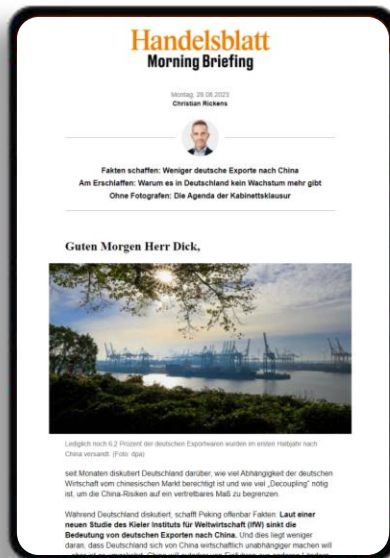 Handelsblatt
Morning Briefing
Montag, 28.08.2023
Christian Rickens
Fakten schaffen: Weniger deutsche Exporte nach China
Am Erschlaffen: Warum es in Deutschland kein Wachstum mehr gibt
Ohne Fotografen: Die Agenda der Kabinettsklausur
Guten Morgen Herr Dick,
Lediglich noch 6,2 Prozent der deutschen Exportwaren wurden im ersten Halbjahr nach
China versandt. (Foto: dpa)
seit Monaten diskutiert Deutschland darüber, wie viel Abhängigkeit der deutschen
Wirtschaft vom chinesischen Markt berechtigt ist und wie viel „Decoupling" nötig
ist, um die China-Risiken auf ein vertretbares Maß zu begrenzen.
Während Deutschland diskutiert, schafft Peking offenbar Fakten: Laut einer
neuen Studie des Kieler Instituts für Weltwirtschaft (IfW) sinkt die
Bedeutung von deutschen Exporten nach China. Und dies liegt weniger
daran, dass Deutschland sich von China wirtschaftlich unabhängiger machen will